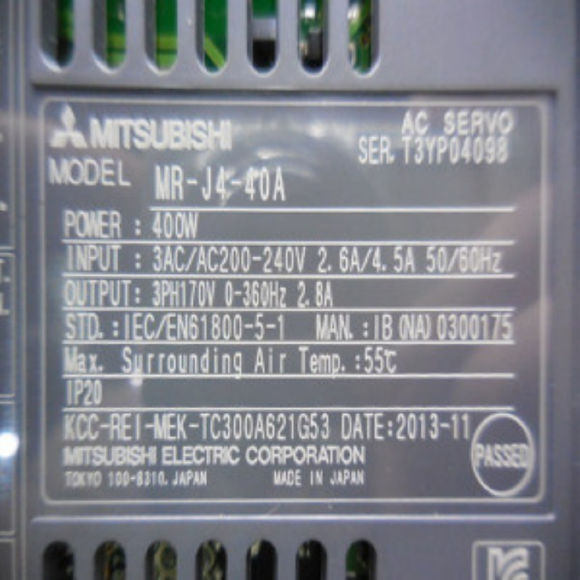 MITSUBISHI
AC SERVO
SER. T3YP04098
MODEL MR-J4-40A
POWER : 400W
INPUT : 3AC/AC200-240V 2.6A/4.5A 50/60Hz
OUTPUT: 3PH170V 0-360Hz 2.8A
STD.:IEC/EN61800-5-1 MAN.:IB(NA)0300175
Max. Surrounding Air Temp.:55℃
IP20
KCC-REI-MEK-TC300A621G53 DATE:2013-11
MITSUBISHI ELECTRIC CORPORATION
PASSED
TOKYO 100-8310, JAPAN MADE IN JAPAN